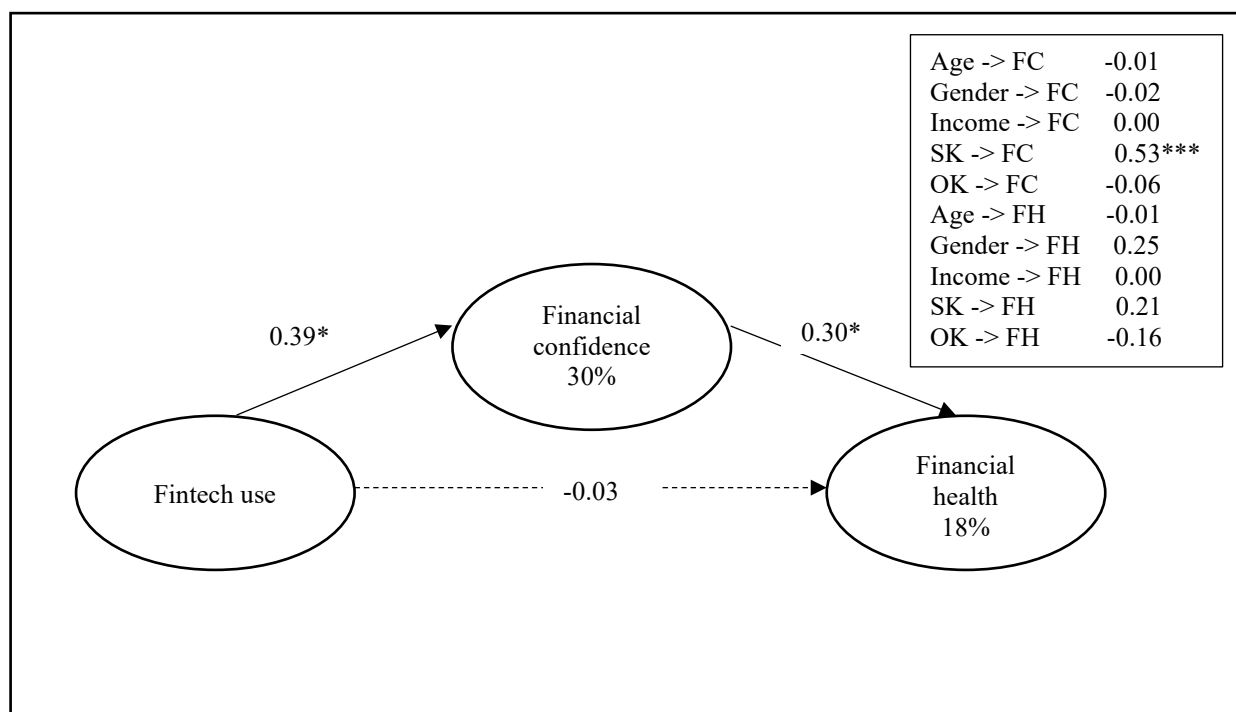 Age -> FC -0.01
Gender -> FC -0.02
Income -> FC 0.00
SK -> FC 0.53***
OK -> FC -0.06
Age -> FH -0.01
Gender -> FH 0.25
Income -> FH 0.00
SK -> FH 0.21
OK -> FH -0.16
Financial
confidence
30%
0.39*
0.30*
Fintech use
-0.03
Financial
health
18%